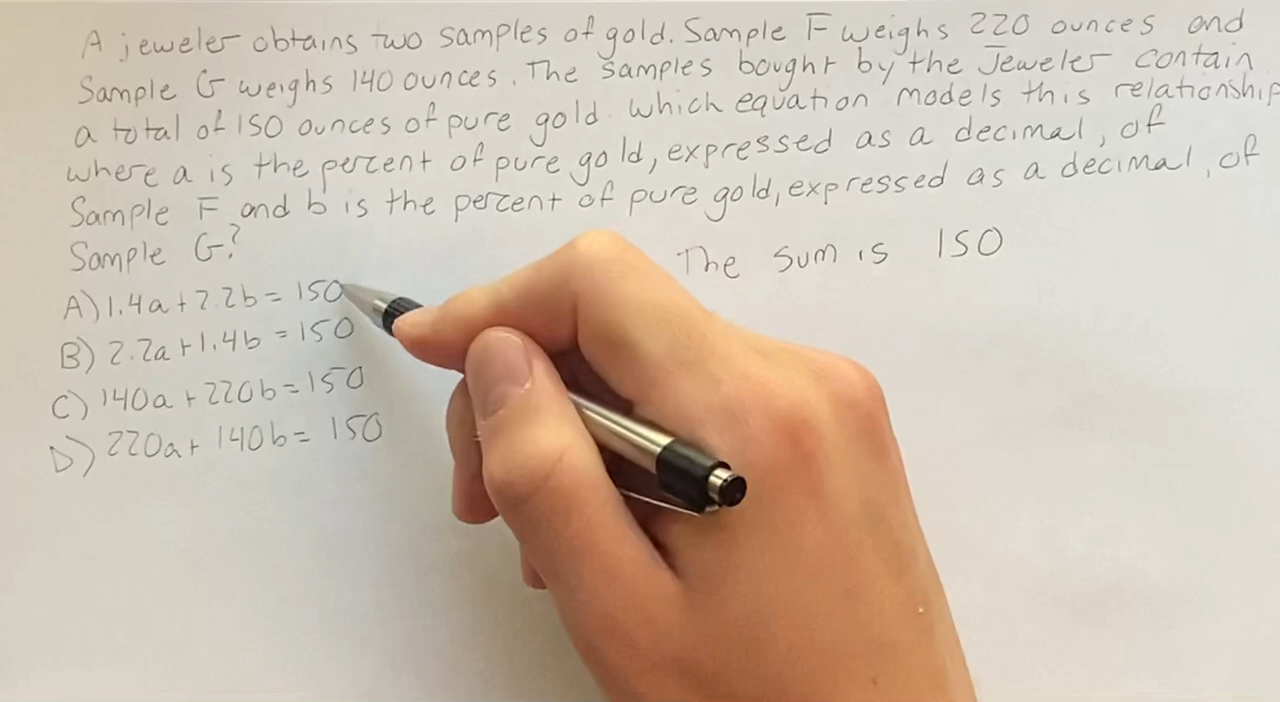 A jeweler obtains two samples of gold. Sample F weighs 220 ounces and
Sample G weighs 140 ounces. The samples bought by the Jeweler contain
a total of 150 ounces of pure gold. which equation models this relationship
where a is the percent of pure gold, expressed as a decimal, of
Sample F and b is the percent of pure gold, expressed as a decimal, of
Sample G?
The sum is 150
A) 1.4a + 2.2b = 150
B) 2.2a + 1.4b = 150
C) 140a + 220b = 150
D) 220a + 140b = 150